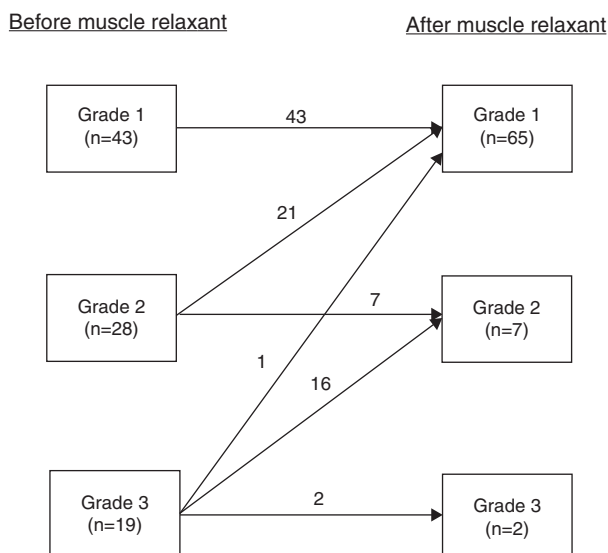 Before muscle relaxant
After muscle relaxant
Grade 1
(n=43)
43
Grade 1
(n=65)
21
Grade 2
(n=28)
7
Grade 2
(n=7)
1
16
Grade 3
(n=19)
2
Grade 3
(n=2)